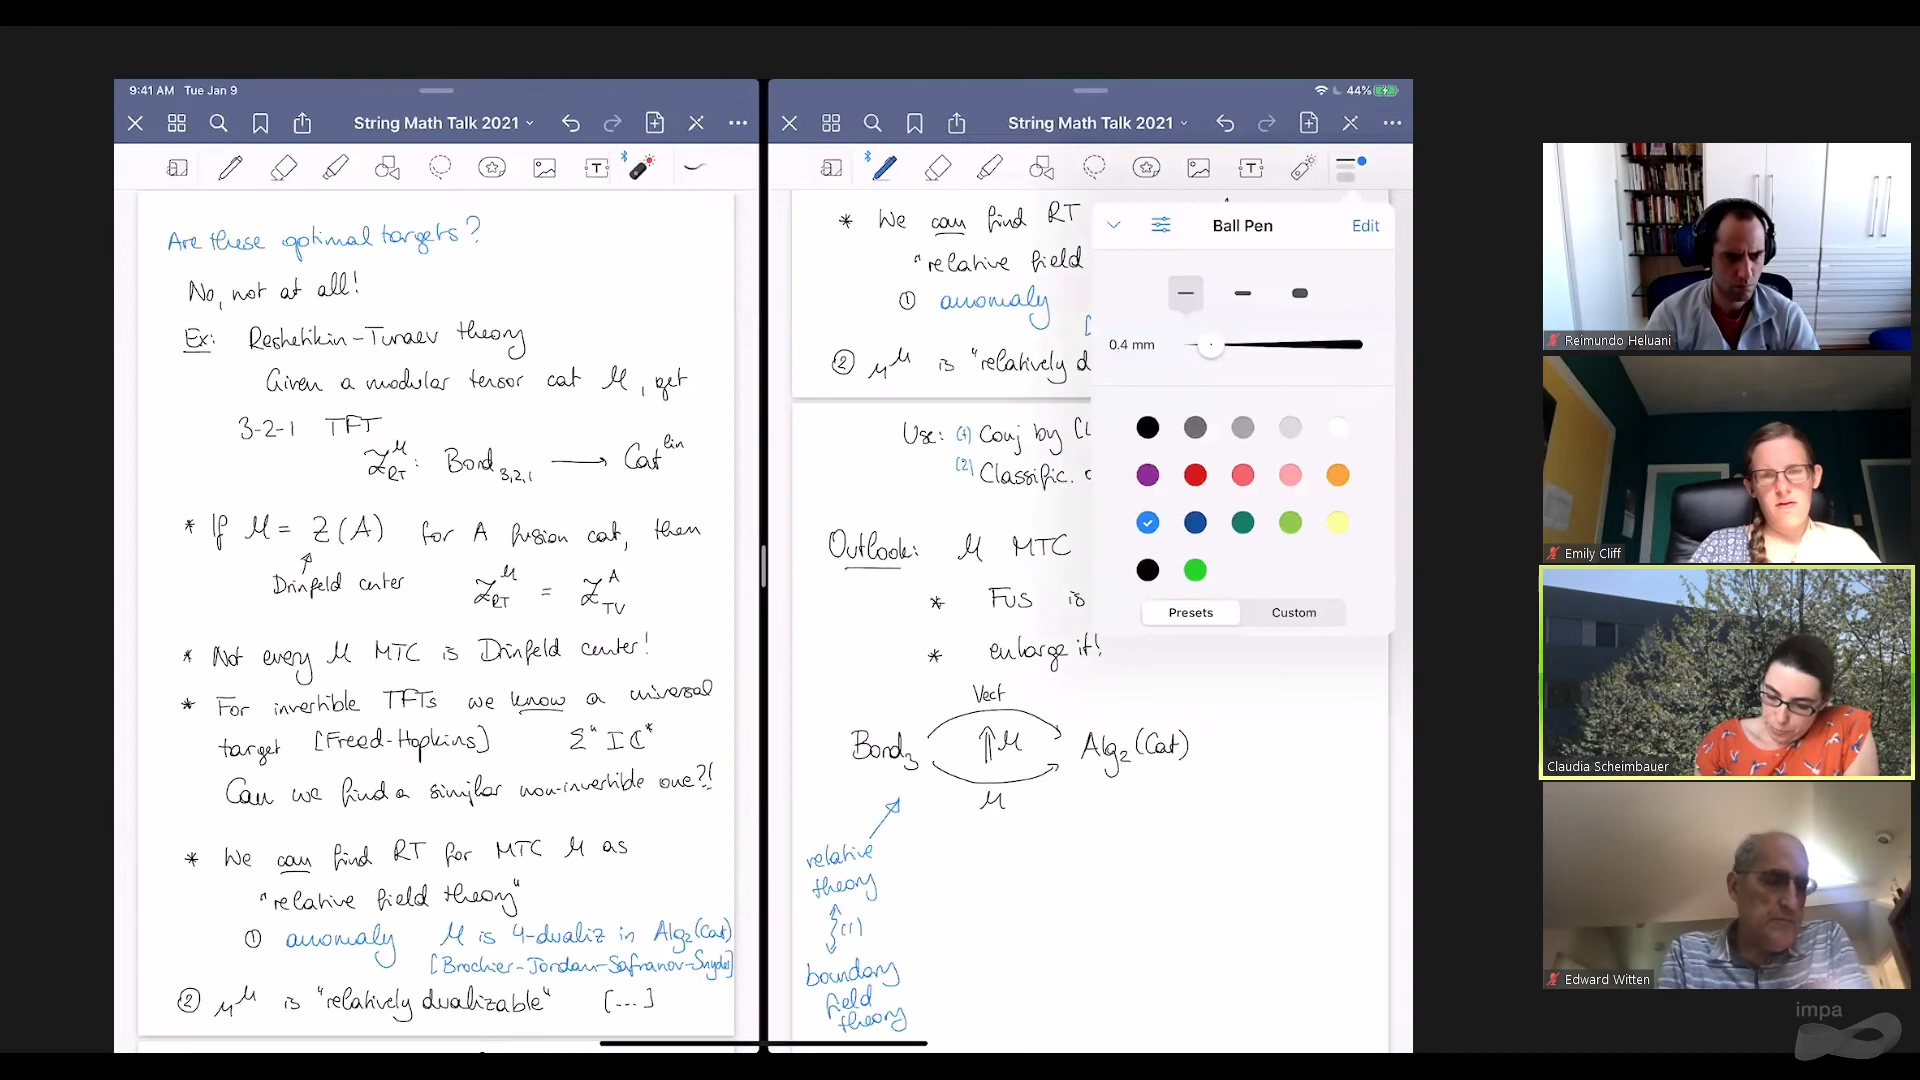 9:41 AM Tue Jan 9
String Math Talk 2021
Are these optimal targets?
No, not at all!
Ex: Reshetikin-Turaev theory
Given a modular tensor cat M, get
3-2-1 TFT
Z_RT^M : Bord_3,2,1 → Cat^lin
* If M = Z(A) for A fusion cat, then
↑
Drinfeld center Z_RT^M = Z_TV^A
* Not every M MTC is Drinfeld center!
* For invertible TFTs we know a universal
target [Freed-Hopkins] Σ^n I C^*
Can we find a similar non-invertible one?!
* We can find RT for MTC M as
"relative field theory"
① anomaly M is 4-dualiz in Alg_2(Cat)
[Brochier-Jordan-Safronov-Snyder]
② M^M is "relatively dualizable" [...]
44%
String Math Talk 2021
* We can find RT
"relative field
① anomaly [
② M^M is "relatively d
Use: (1) Conj by
(2) Classific.
Outlook: M MTC
* FUS is
* enlarge it!
Vect
Bord_3 ⇑ M Alg_2(Cat)
M
relative
theory
(1)
boundary
field
theory
Ball Pen
Edit
0.4 mm
Presets
Custom
Reimundo Heluani
Emily Cliff
Claudia Scheimbauer
Edward Witten
impa